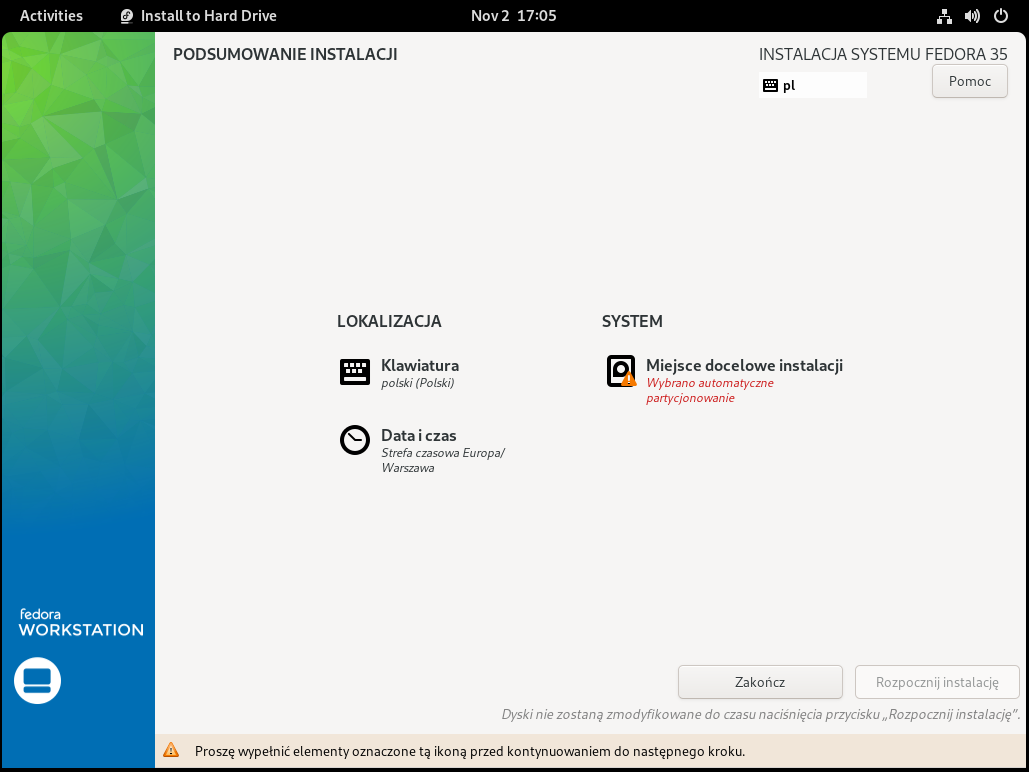 Activities
Install to Hard Drive
Nov 2 17:05
PODSUMOWANIE INSTALACJI
INSTALACJA SYSTEMU FEDORA 35
pl
Pomoc
LOKALIZACJA
Klawiatura
polski (Polski)
Data i czas
Strefa czasowa Europa/
Warszawa
SYSTEM
Miejsce docelowe instalacji
Wybrano automatyczne
partycjonowanie
fedora
WORKSTATION
Zakończ
Rozpocznij instalację
Dyski nie zostaną zmodyfikowane do czasu naciśnięcia przycisku „Rozpocznij instalację”.
Proszę wypełnić elementy oznaczone tą ikoną przed kontynuowaniem do następnego kroku.